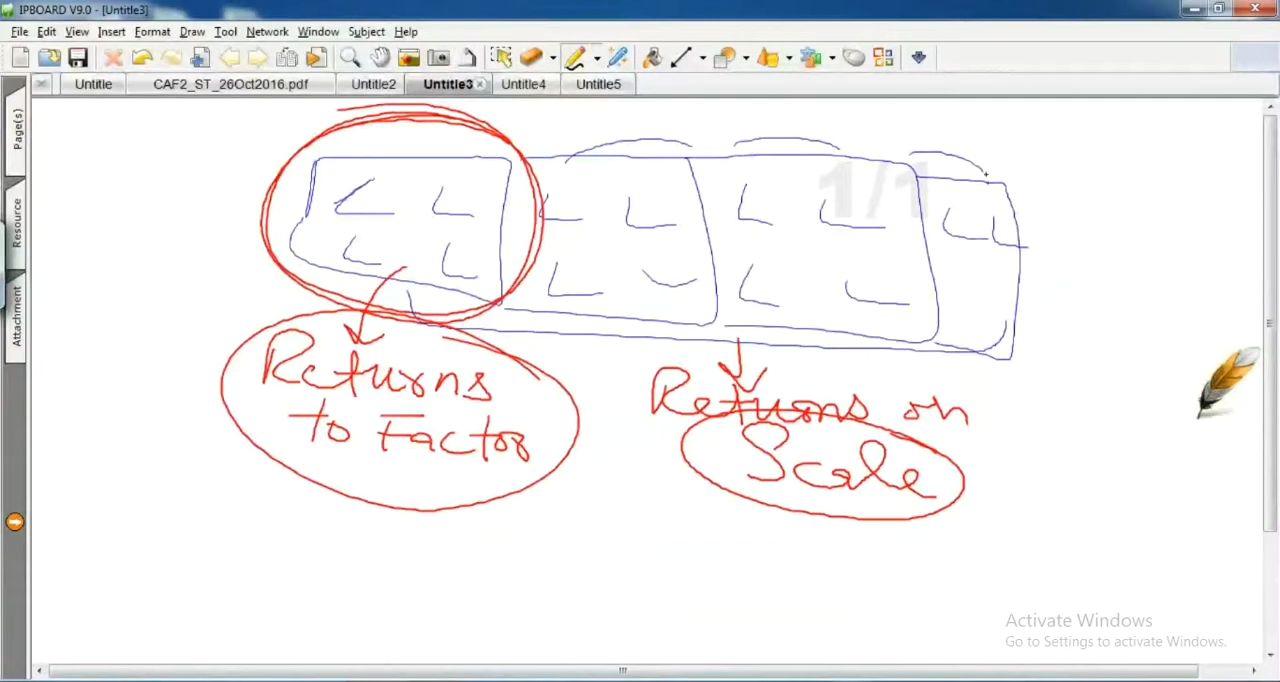 IPBOARD V9.0 - [Untitle3]
File Edit View Insert Format Draw Tool Network Window Subject Help
Untitle CAF2_ST_26Oct2016.pdf Untitle2 Untitle3 Untitle4 Untitle5
Page(s)
Resource
Attachment
1/1
L L L L L L L L
L L L L L L
Returns
to Factor
Returns on
Scale
Activate Windows
Go to Settings to activate Windows.